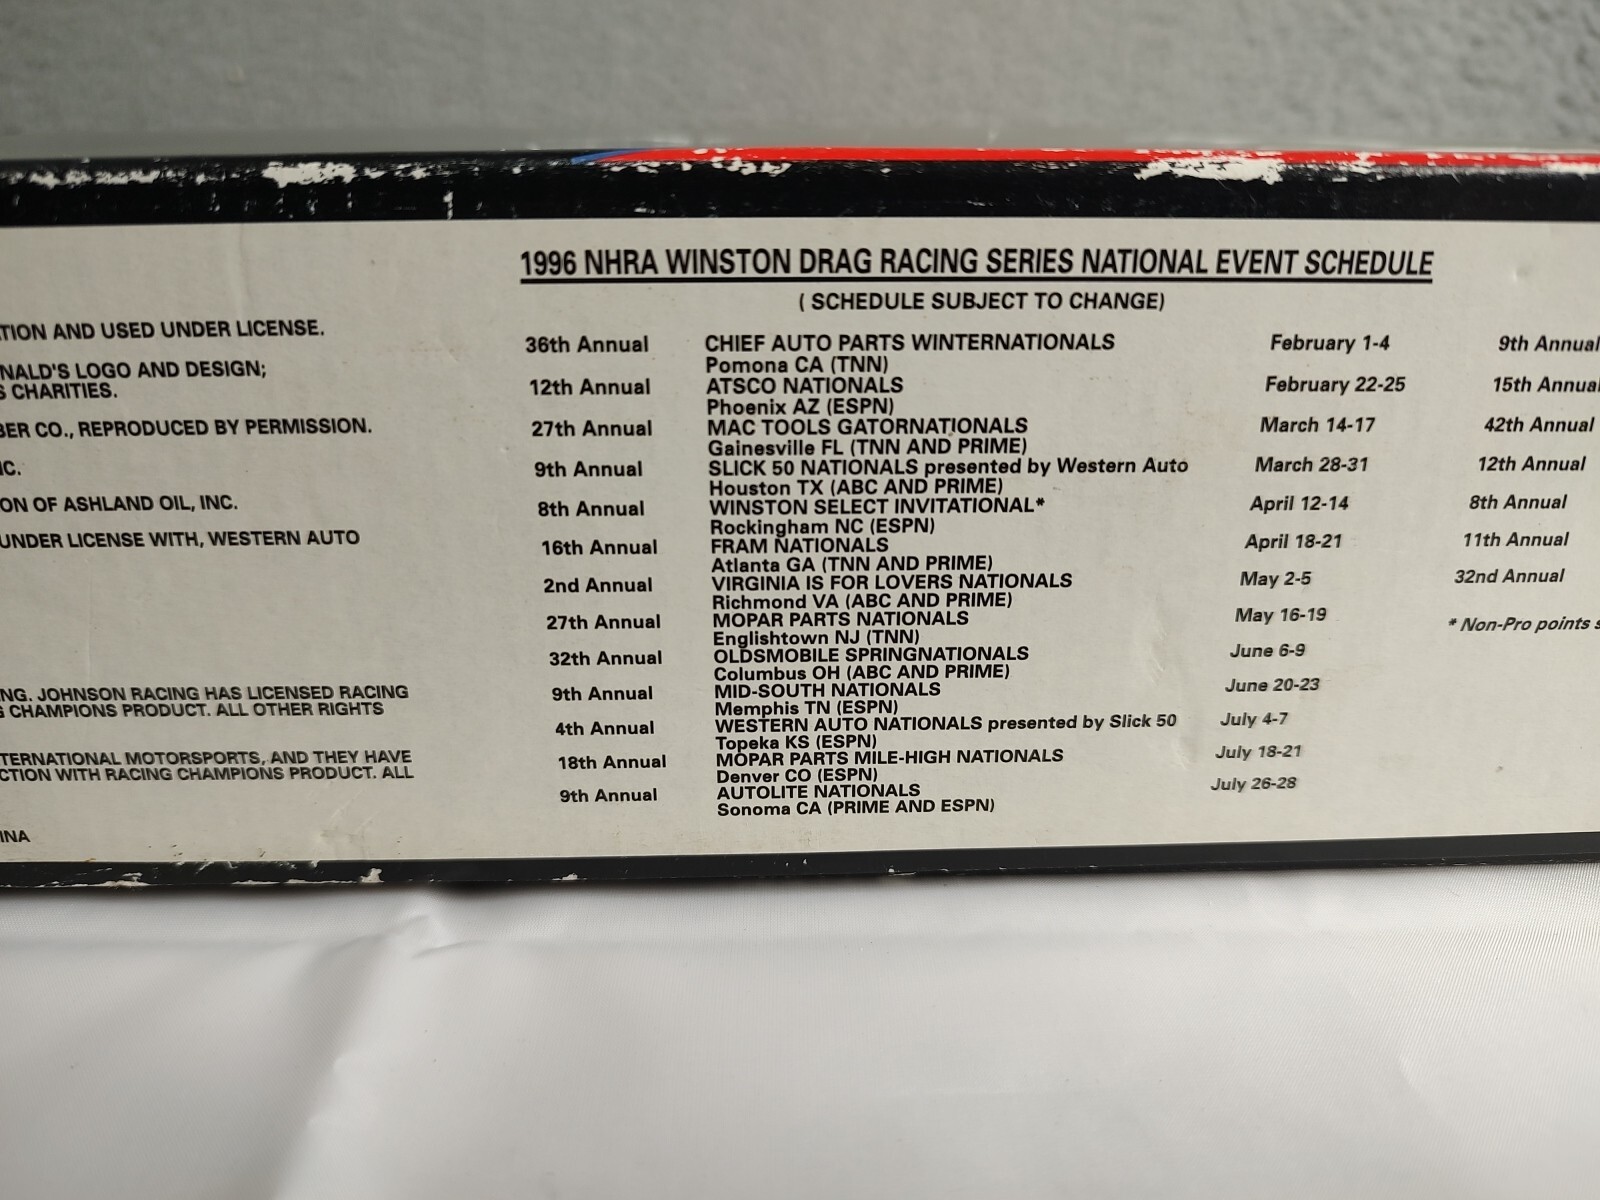 TION AND USED UNDER LICENSE.
NALD'S LOGO AND DESIGN;
S CHARITIES.
BER CO., REPRODUCED BY PERMISSION.
IC.
ON OF ASHLAND OIL, INC.
UNDER LICENSE WITH, WESTERN AUTO
NG. JOHNSON RACING HAS LICENSED RACING
CHAMPIONS PRODUCT. ALL OTHER RIGHTS
TERNATIONAL MOTORSPORTS, AND THEY HAVE
CTION WITH RACING CHAMPIONS PRODUCT. ALL
INA
1996 NHRA WINSTON DRAG RACING SERIES NATIONAL EVENT SCHEDULE
( SCHEDULE SUBJECT TO CHANGE)
36th Annual CHIEF AUTO PARTS WINTERNATIONALS February 1-4
Pomona CA (TNN)
12th Annual ATSCO NATIONALS February 22-25
Phoenix AZ (ESPN)
27th Annual MAC TOOLS GATORNATIONALS March 14-17
Gainesville FL (TNN AND PRIME)
9th Annual SLICK 50 NATIONALS presented by Western Auto March 28-31
Houston TX (ABC AND PRIME)
8th Annual WINSTON SELECT INVITATIONAL* April 12-14
Rockingham NC (ESPN)
16th Annual FRAM NATIONALS April 18-21
Atlanta GA (TNN AND PRIME)
2nd Annual VIRGINIA IS FOR LOVERS NATIONALS May 2-5
Richmond VA (ABC AND PRIME)
27th Annual MOPAR PARTS NATIONALS May 16-19
Englishtown NJ (TNN)
32th Annual OLDSMOBILE SPRINGNATIONALS June 6-9
Columbus OH (ABC AND PRIME)
9th Annual MID-SOUTH NATIONALS June 20-23
Memphis TN (ESPN)
4th Annual WESTERN AUTO NATIONALS presented by Slick 50 July 4-7
Topeka KS (ESPN)
18th Annual MOPAR PARTS MILE-HIGH NATIONALS July 18-21
Denver CO (ESPN)
9th Annual AUTOLITE NATIONALS July 26-28
Sonoma CA (PRIME AND ESPN)
9th Annual
15th Annual
42th Annual
12th Annual
8th Annual
11th Annual
32nd Annual
* Non-Pro points s